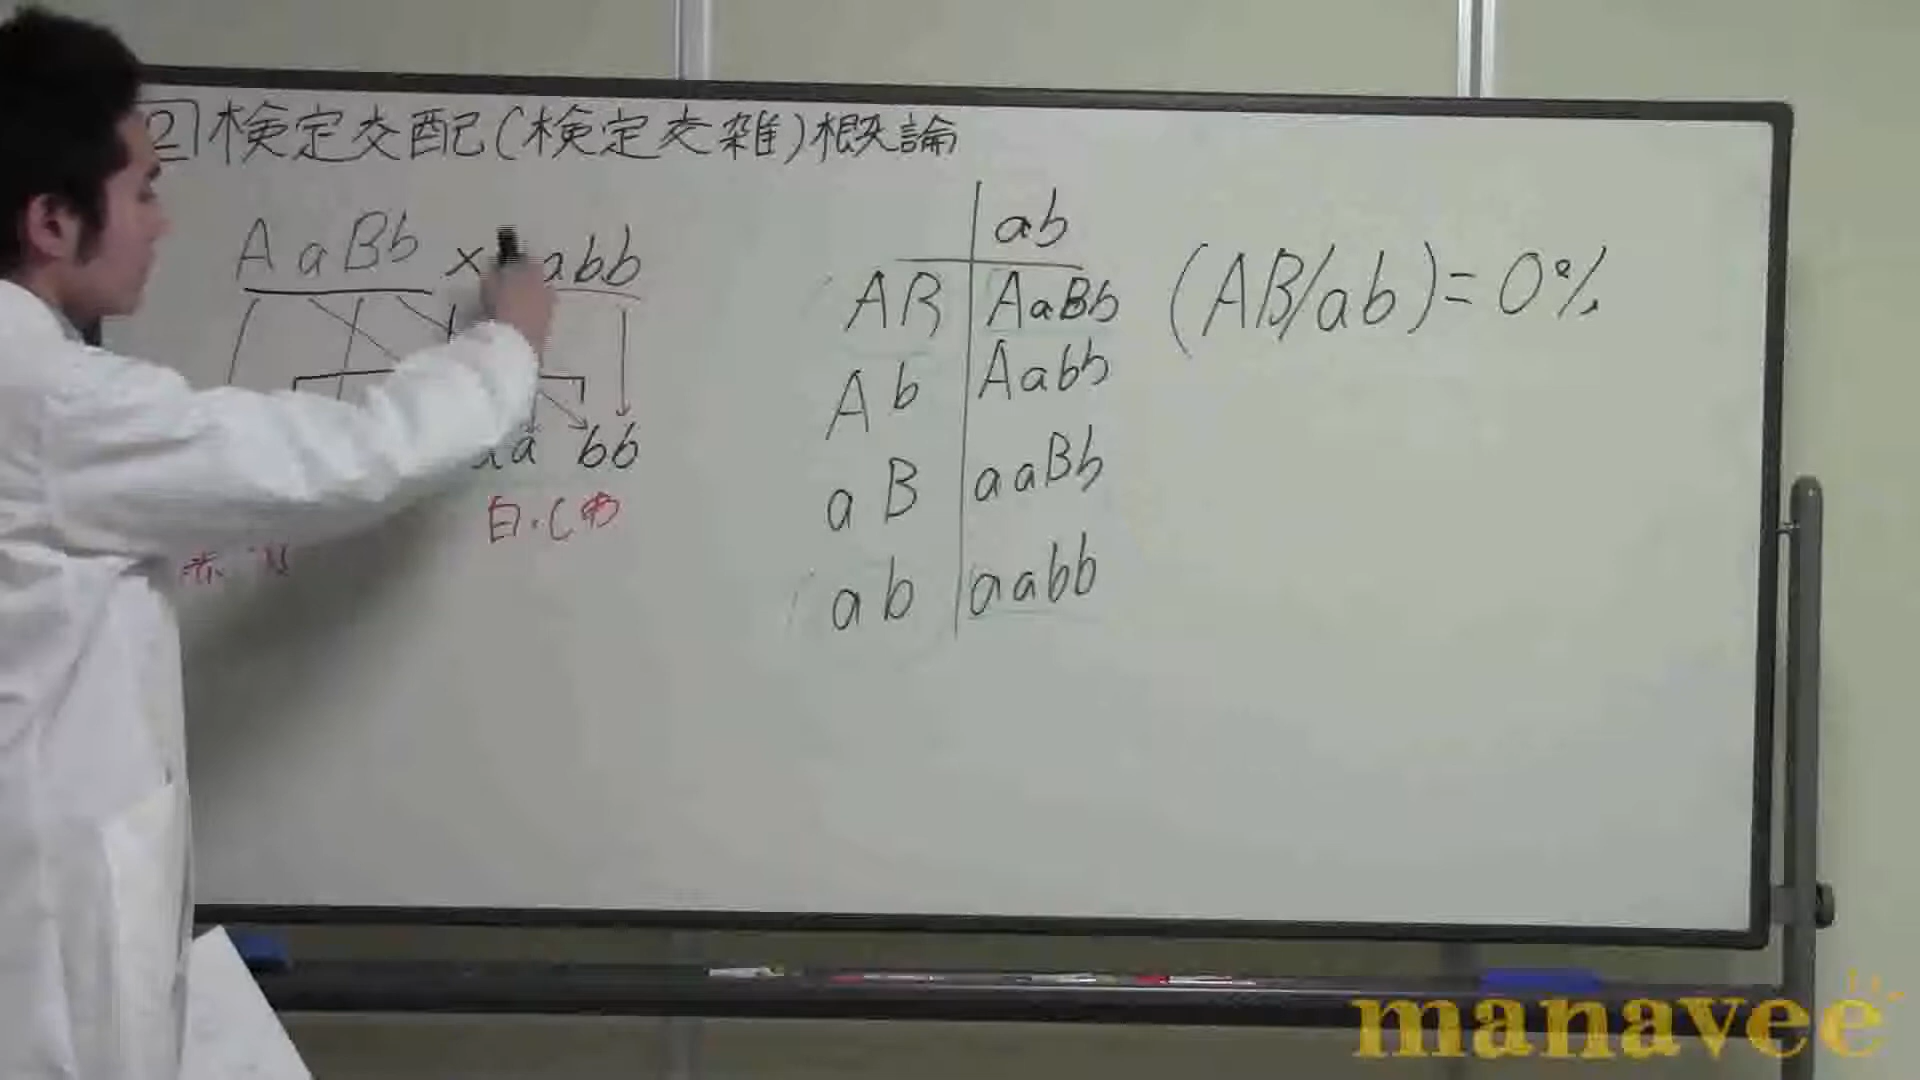 2 検定交配(検定交雑)概論
AaBb × abb
aa bb
白・しわ
赤・
ab
AB AaBb (AB/ab)=0%
Ab Aabb
aB aaBb
ab aabb
manavee